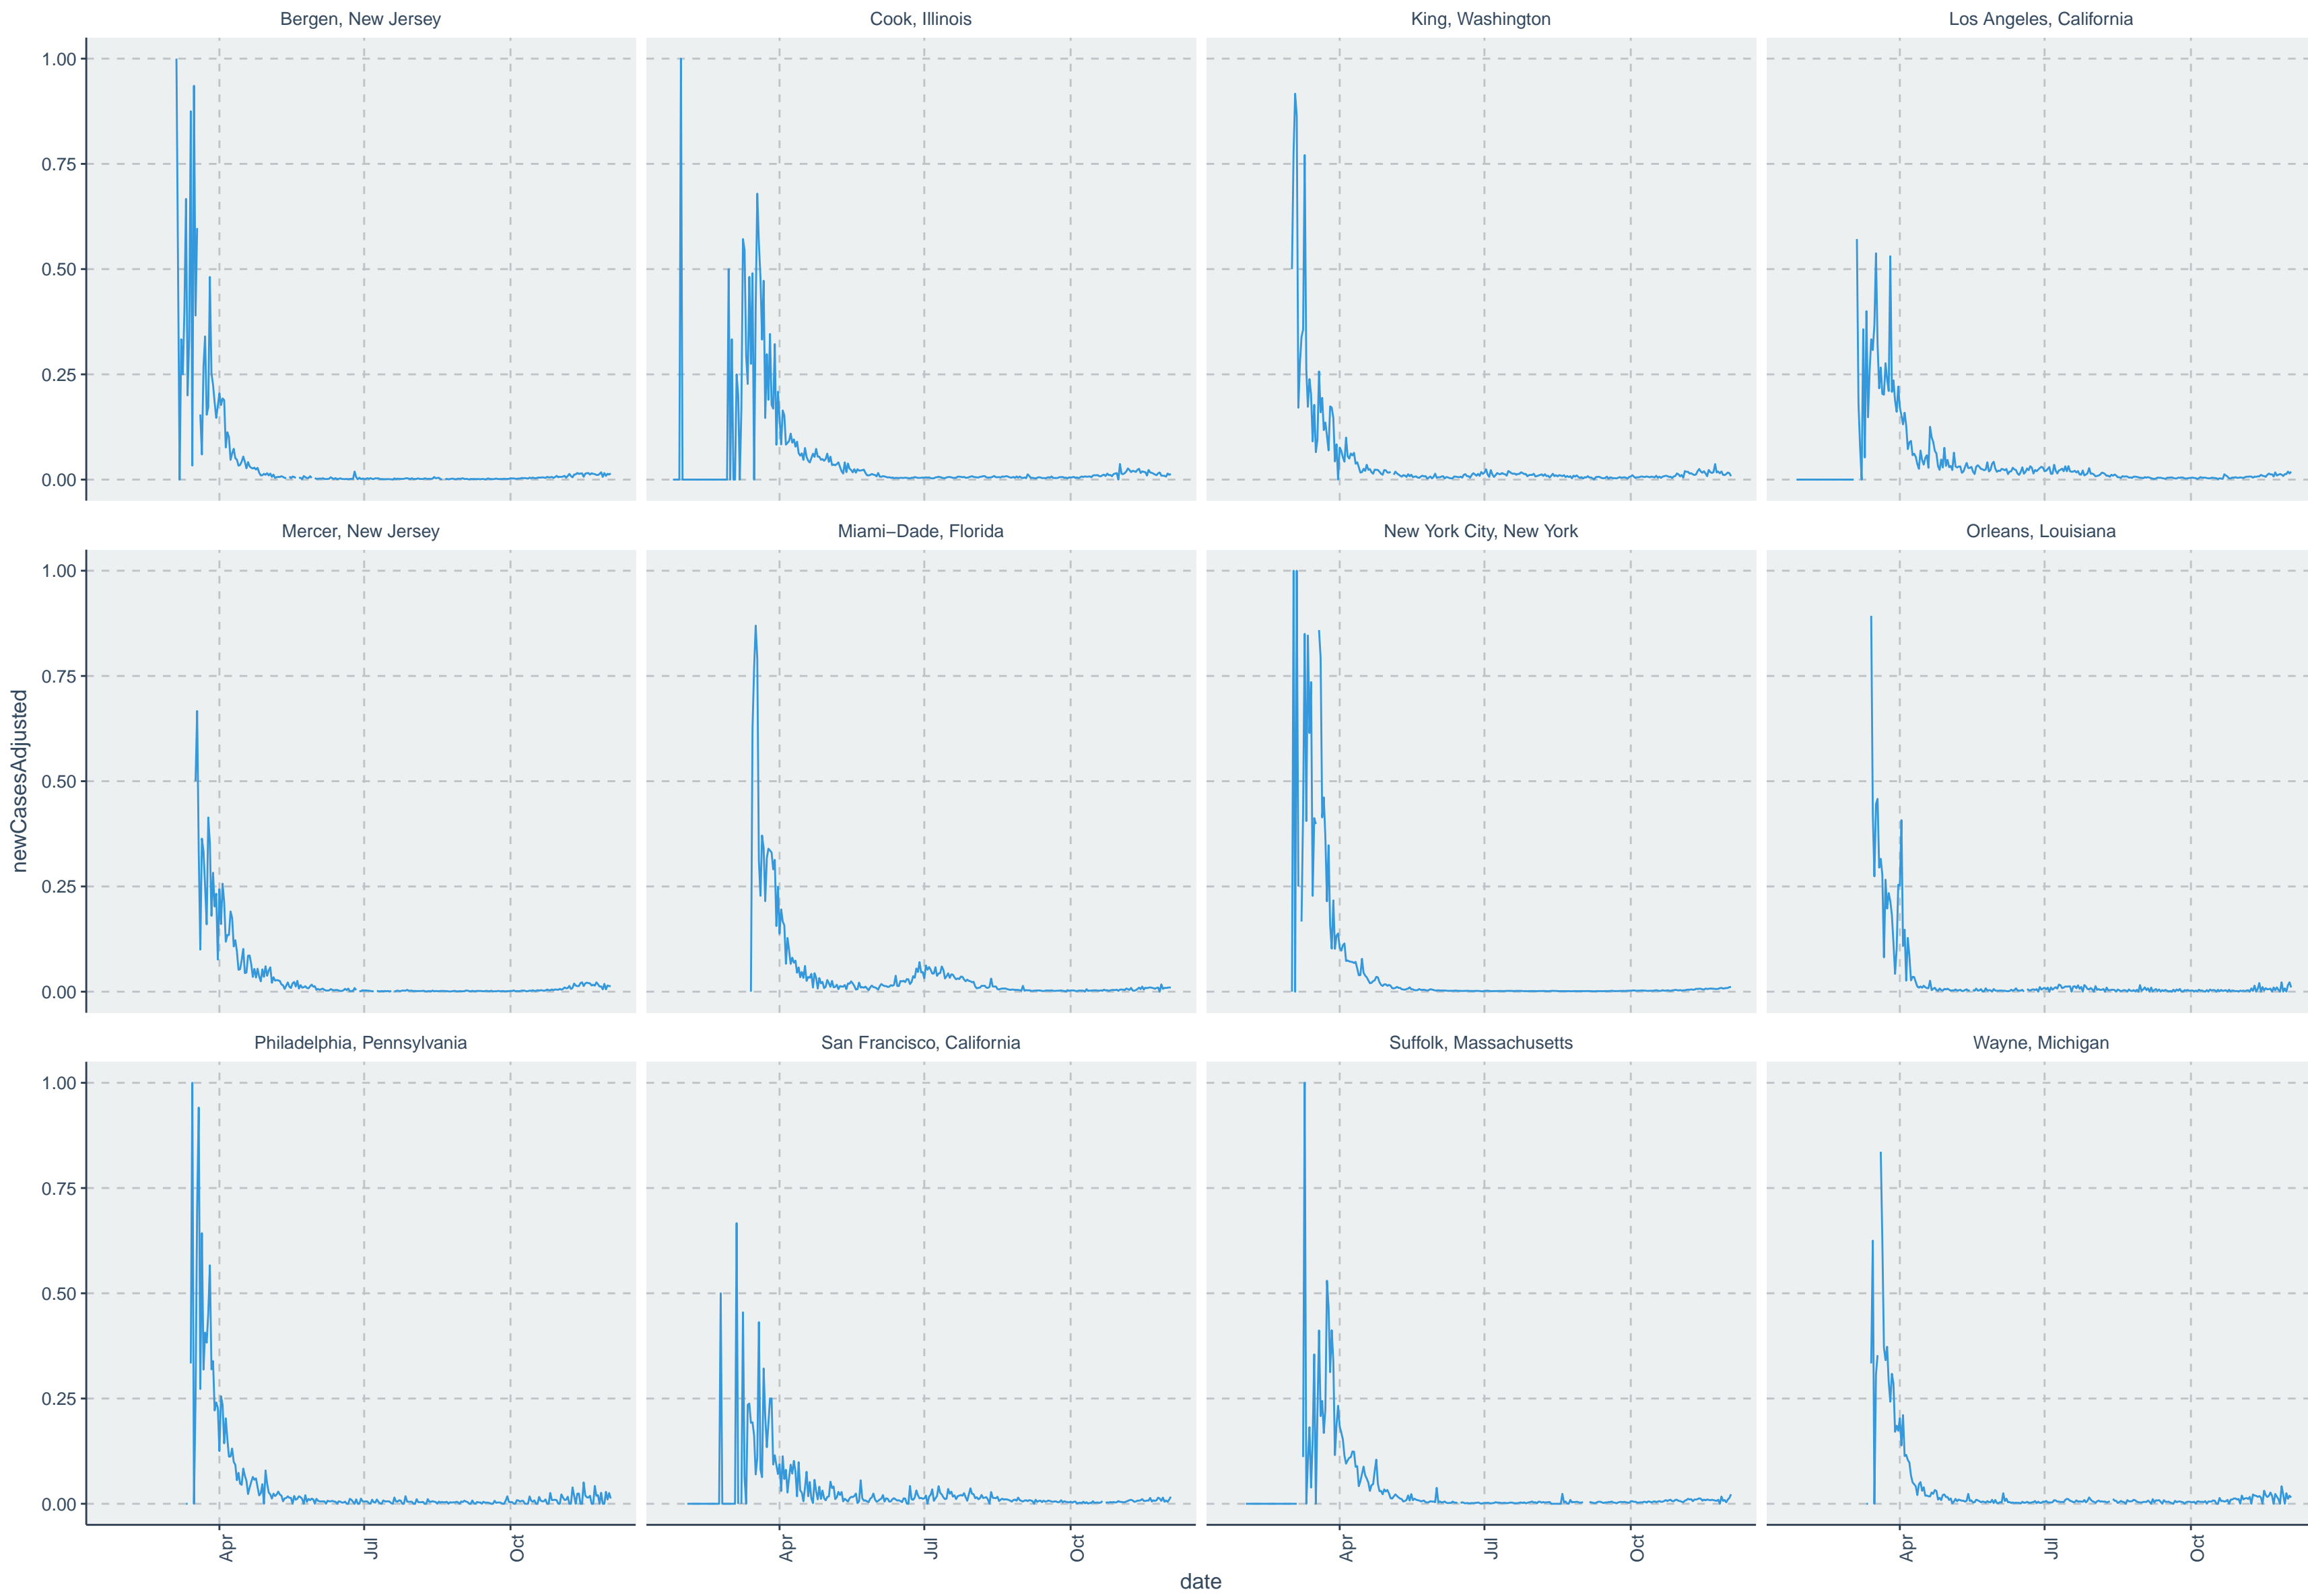 Bergen, New Jersey
Cook, Illinois
King, Washington
Los Angeles, California
1.00
0.75
0.50
0.25
0.00
Mercer, New Jersey
Miami−Dade, Florida
New York City, New York
Orleans, Louisiana
1.00
0.75
0.50
0.25
0.00
newCasesAdjusted
Philadelphia, Pennsylvania
San Francisco, California
Suffolk, Massachusetts
Wayne, Michigan
1.00
0.75
0.50
0.25
0.00
Apr
Jul
Oct
Apr
Jul
Oct
Apr
Jul
Oct
Apr
Jul
Oct
date